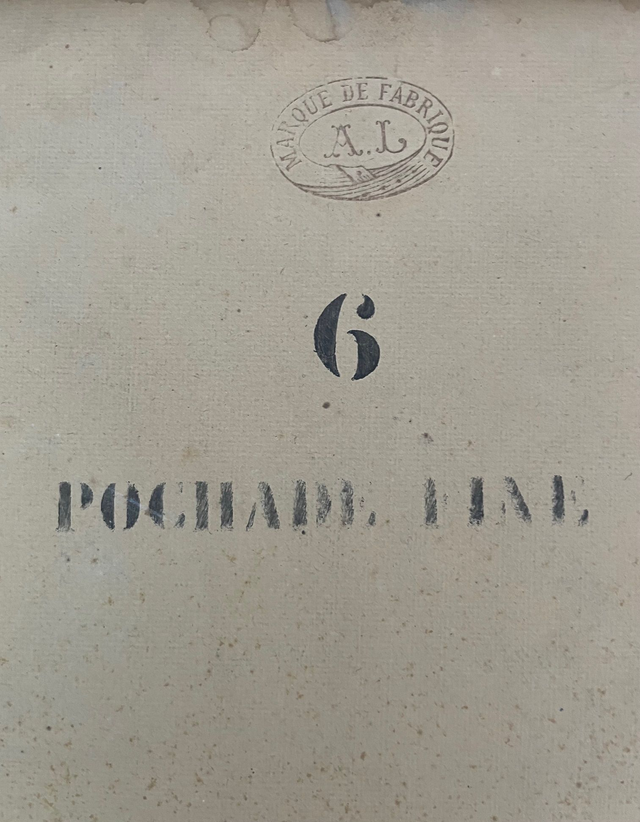 MARQUE DE FABRIQUE
A.L
6
POCHADE FINE